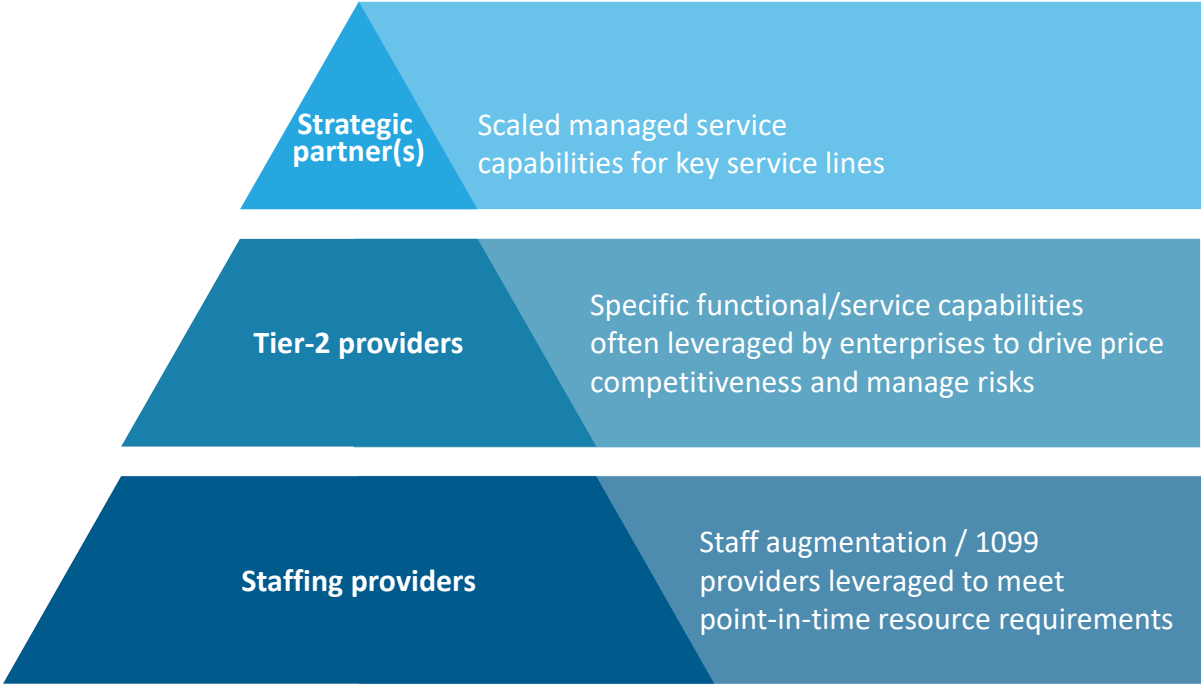 Strategic
partner(s)
Scaled managed service
capabilities for key service lines
Tier-2 providers
Specific functional/service capabilities
often leveraged by enterprises to drive price
competitiveness and manage risks
Staffing providers
Staff augmentation / 1099
providers leveraged to meet
point-in-time resource requirements